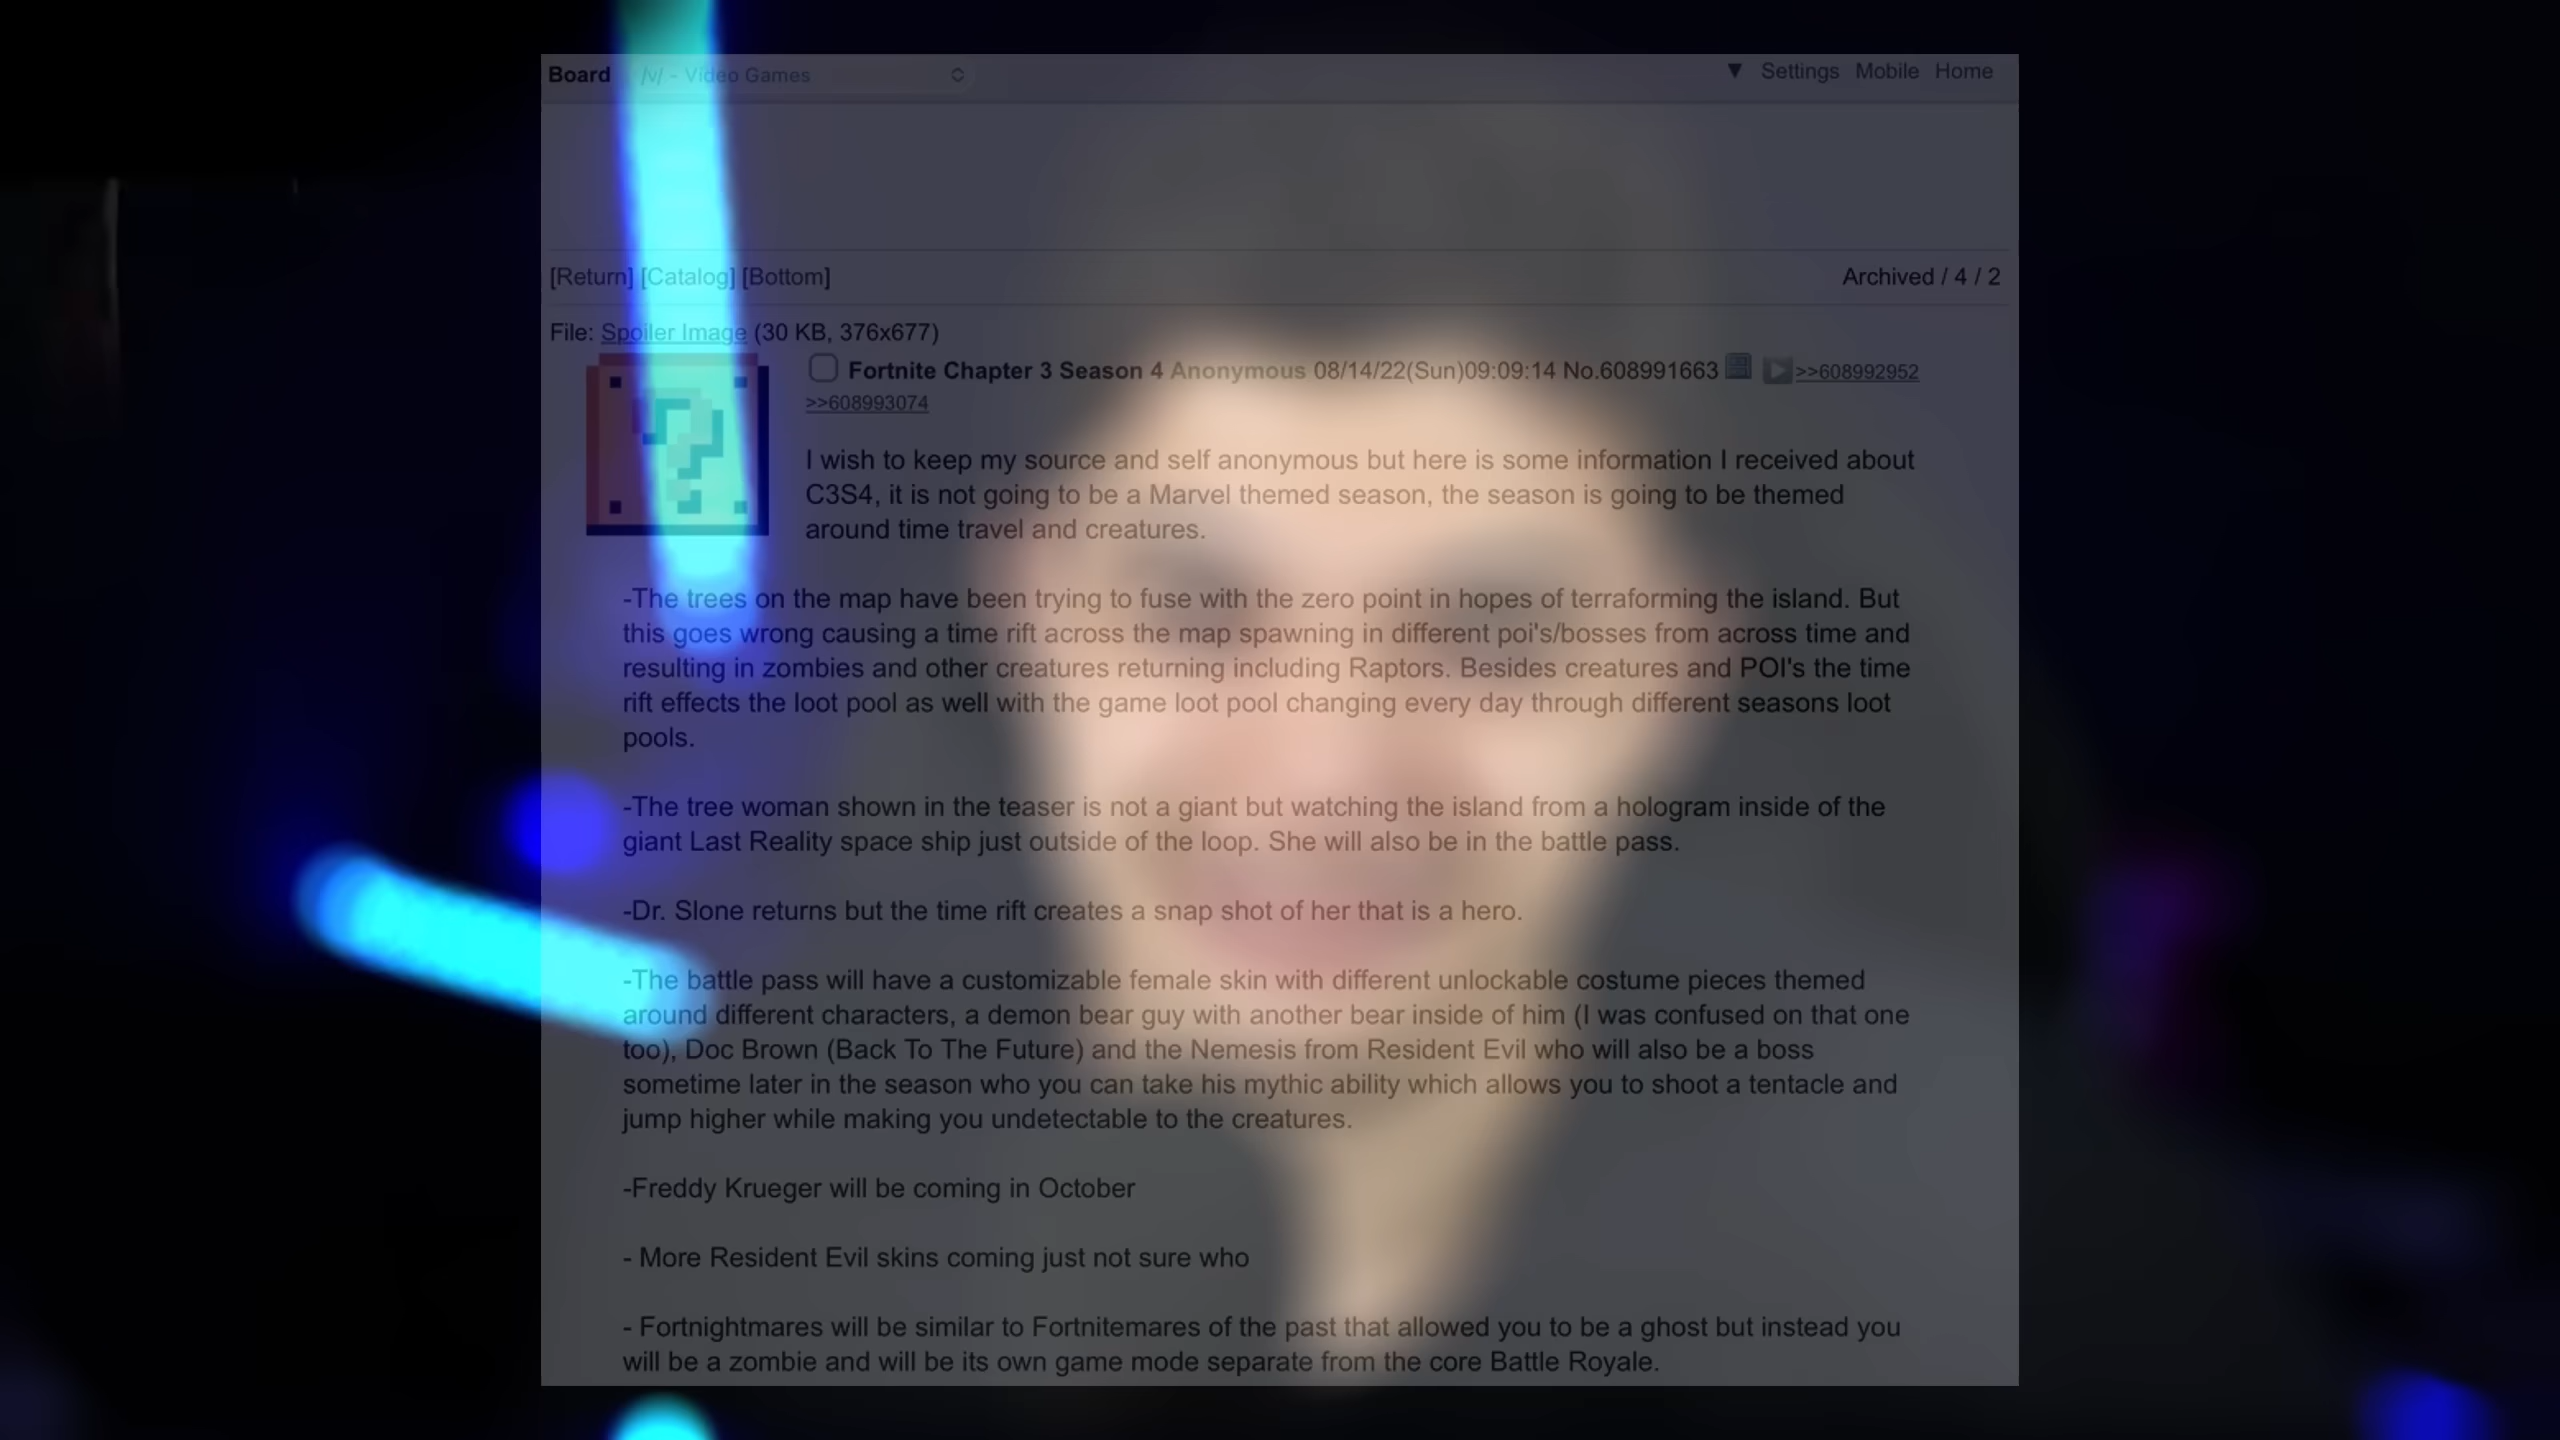 Board /v/ - Video Games ▼ Settings Mobile Home
[Return] [Catalog] [Bottom] Archived / 4 / 2
File: Spoiler Image (30 KB, 376x677)
Fortnite Chapter 3 Season 4 Anonymous 08/14/22(Sun)09:09:14 No.608991663 >>608992952
>>608993074
I wish to keep my source and self anonymous but here is some information I received about
C3S4, it is not going to be a Marvel themed season, the season is going to be themed
around time travel and creatures.
-The trees on the map have been trying to fuse with the zero point in hopes of terraforming the island. But
this goes wrong causing a time rift across the map spawning in different poi's/bosses from across time and
resulting in zombies and other creatures returning including Raptors. Besides creatures and POI's the time
rift effects the loot pool as well with the game loot pool changing every day through different seasons loot
pools.
-The tree woman shown in the teaser is not a giant but watching the island from a hologram inside of the
giant Last Reality space ship just outside of the loop. She will also be in the battle pass.
-Dr. Slone returns but the time rift creates a snap shot of her that is a hero.
-The battle pass will have a customizable female skin with different unlockable costume pieces themed
around different characters, a demon bear guy with another bear inside of him (I was confused on that one
too), Doc Brown (Back To The Future) and the Nemesis from Resident Evil who will also be a boss
sometime later in the season who you can take his mythic ability which allows you to shoot a tentacle and
jump higher while making you undetectable to the creatures.
-Freddy Krueger will be coming in October
- More Resident Evil skins coming just not sure who
- Fortnightmares will be similar to Fortnitemares of the past that allowed you to be a ghost but instead you
will be a zombie and will be its own game mode separate from the core Battle Royale.